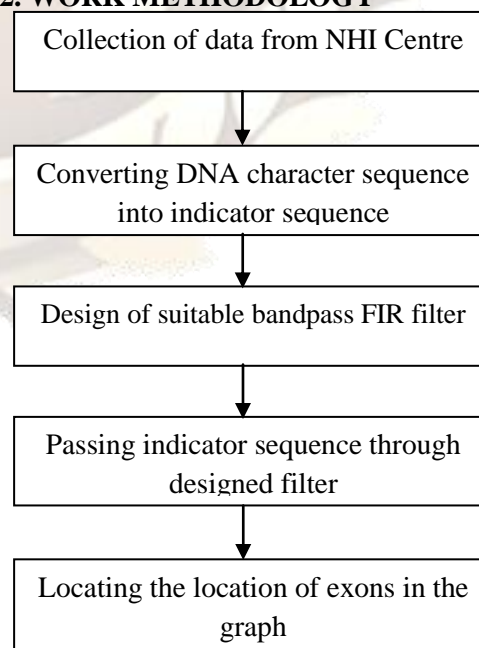 2. WORK METHODOLOGY
Collection of data from NHI Centre
Converting DNA character sequence
into indicator sequence
Design of suitable bandpass FIR filter
Passing indicator sequence through
designed filter
Locating the location of exons in the
graph